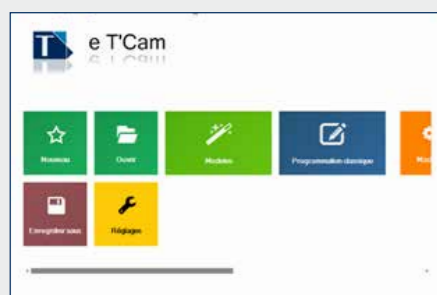 T
e T'Cam
Nouveau
Ouvrir
Modèles
Programmation classique
Enregistrer sous
Réglages